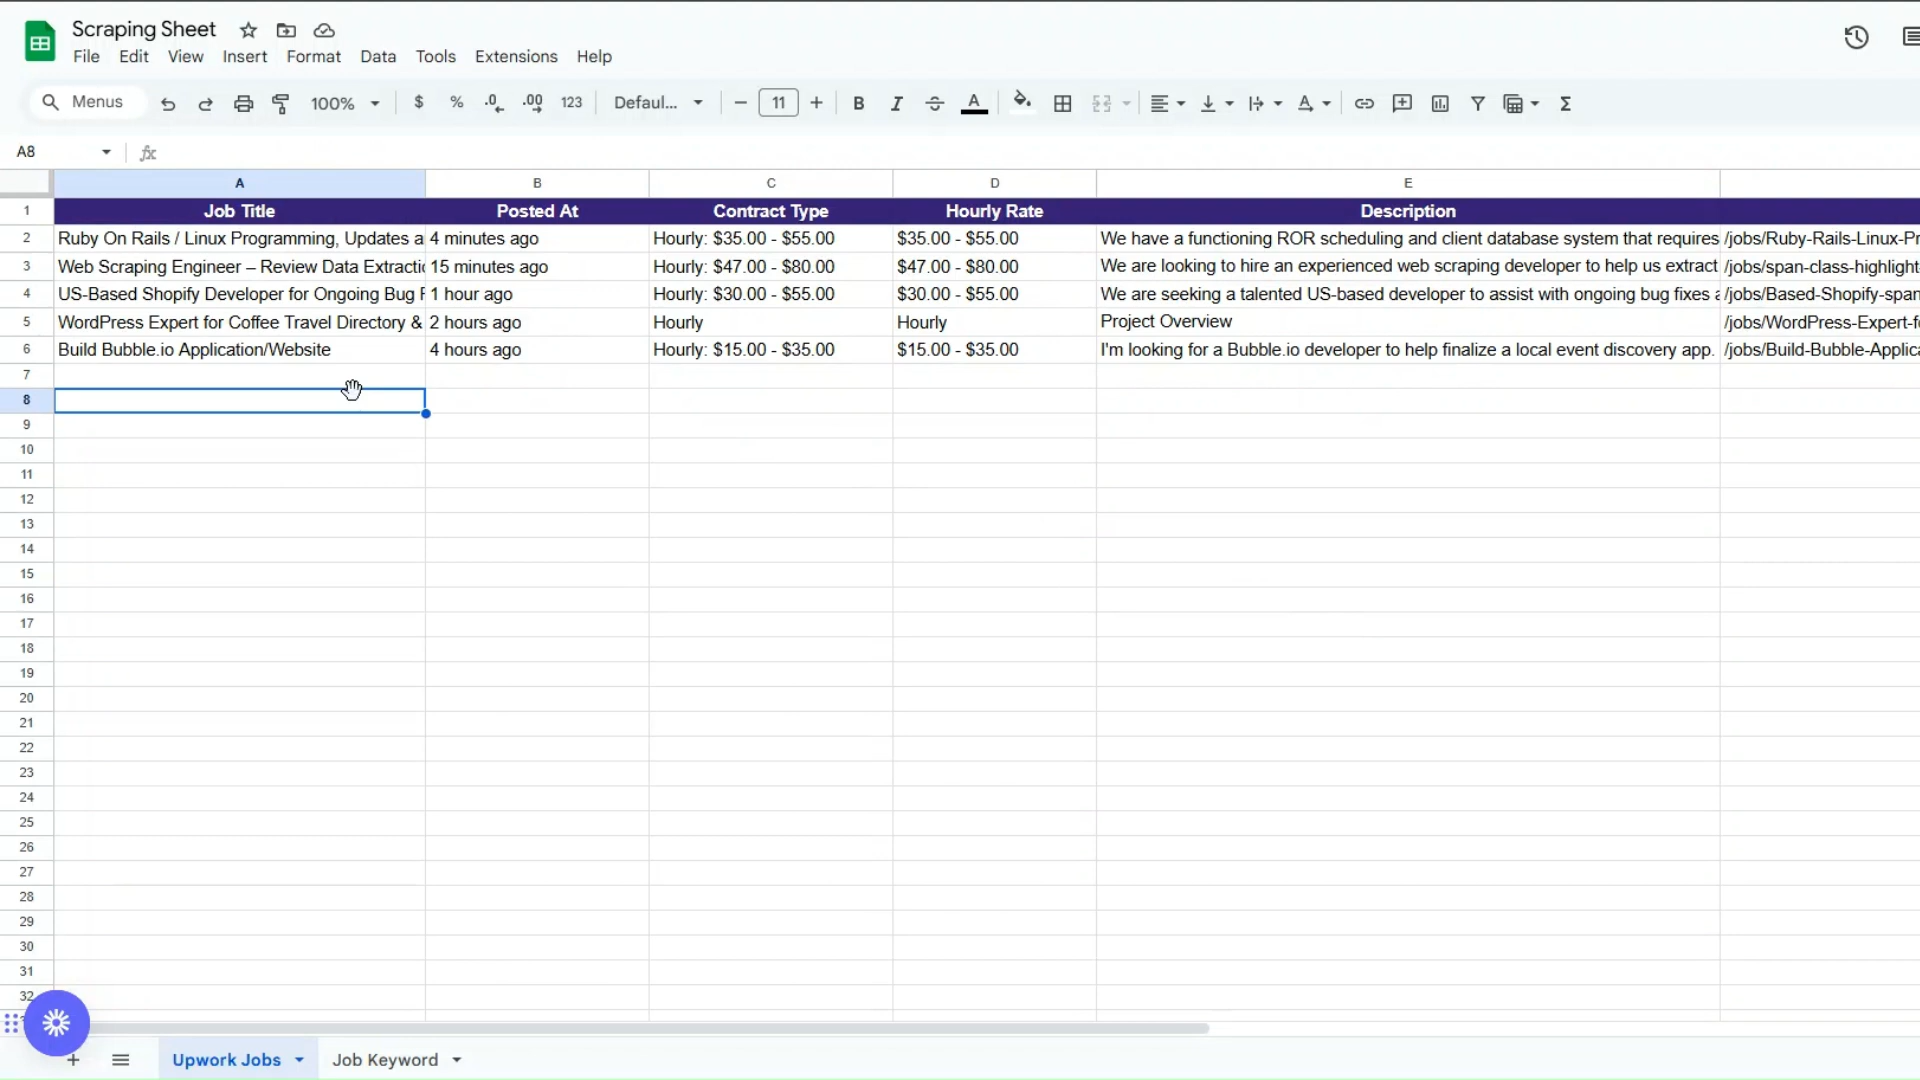 Scraping Sheet
File Edit View Insert Format Data Tools Extensions Help
Menus 100% $ % .0 .00 123 Defaul... − 11 + B I S A Σ
A8 fx
A B C D E
1 Job Title Posted At Contract Type Hourly Rate Description
2 Ruby On Rails / Linux Programming, Updates a 4 minutes ago Hourly: $35.00 - $55.00 $35.00 - $55.00 We have a functioning ROR scheduling and client database system that requires /jobs/Ruby-Rails-Linux-Pr
3 Web Scraping Engineer – Review Data Extractic 15 minutes ago Hourly: $47.00 - $80.00 $47.00 - $80.00 We are looking to hire an experienced web scraping developer to help us extract /jobs/span-class-highlight-
4 US-Based Shopify Developer for Ongoing Bug F 1 hour ago Hourly: $30.00 - $55.00 $30.00 - $55.00 We are seeking a talented US-based developer to assist with ongoing bug fixes a /jobs/Based-Shopify-span
5 WordPress Expert for Coffee Travel Directory & 2 hours ago Hourly Hourly Project Overview /jobs/WordPress-Expert-fo
6 Build Bubble.io Application/Website 4 hours ago Hourly: $15.00 - $35.00 $15.00 - $35.00 I'm looking for a Bubble.io developer to help finalize a local event discovery app. /jobs/Build-Bubble-Applica
7
8
9
10
11
12
13
14
15
16
17
18
19
20
21
22
23
24
25
26
27
28
29
30
31
32
+ Upwork Jobs Job Keyword